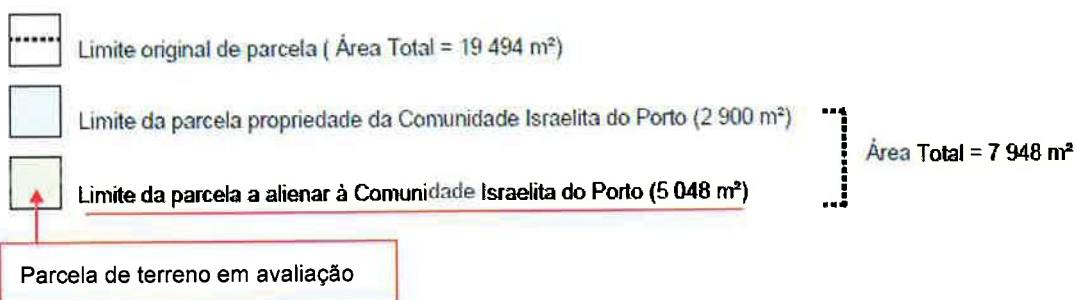 Limite original de parcela ( Área Total = 19 494 m²)
Limite da parcela propriedade da Comunidade Israelita do Porto (2 900 m²)
Área Total = 7 948 m²
Limite da parcela a alienar à Comunidade Israelita do Porto (5 048 m²)
Parcela de terreno em avaliação